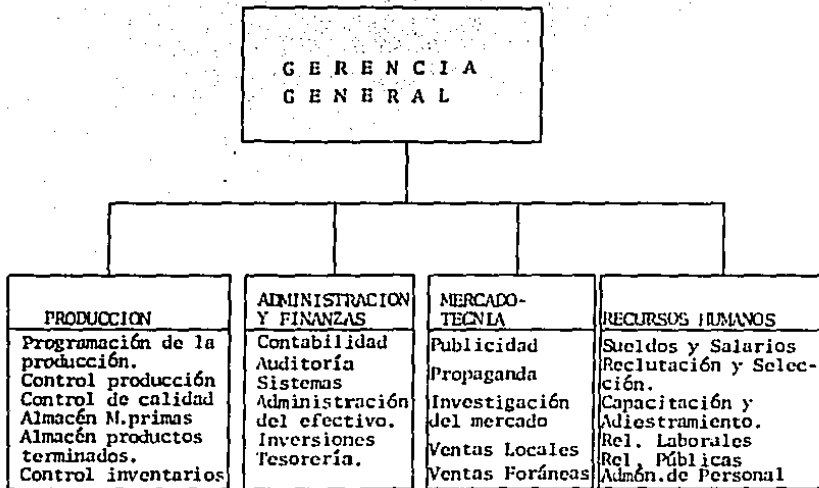 GERENCIA
GENERAL
PRODUCCION
Programación de la
producción.
Control producción
Control de calidad
Almacén M.primas
Almacén productos
terminados.
Control inventarios
ADMINISTRACION
Y FINANZAS
Contabilidad
Auditoría
Sistemas
Administración
del efectivo.
Inversiones
Tesorería.
MERCADO-
TECNIA
Publicidad
Propaganda
Investigación
del mercado
Ventas Locales
Ventas Foráneas
RECURSOS HUMANOS
Sueldos y Salarios
Reclutación y Selec-
ción.
Capacitación y
Adiestramiento.
Rel. Laborales
Rel. Públicas
Admón.de Personal